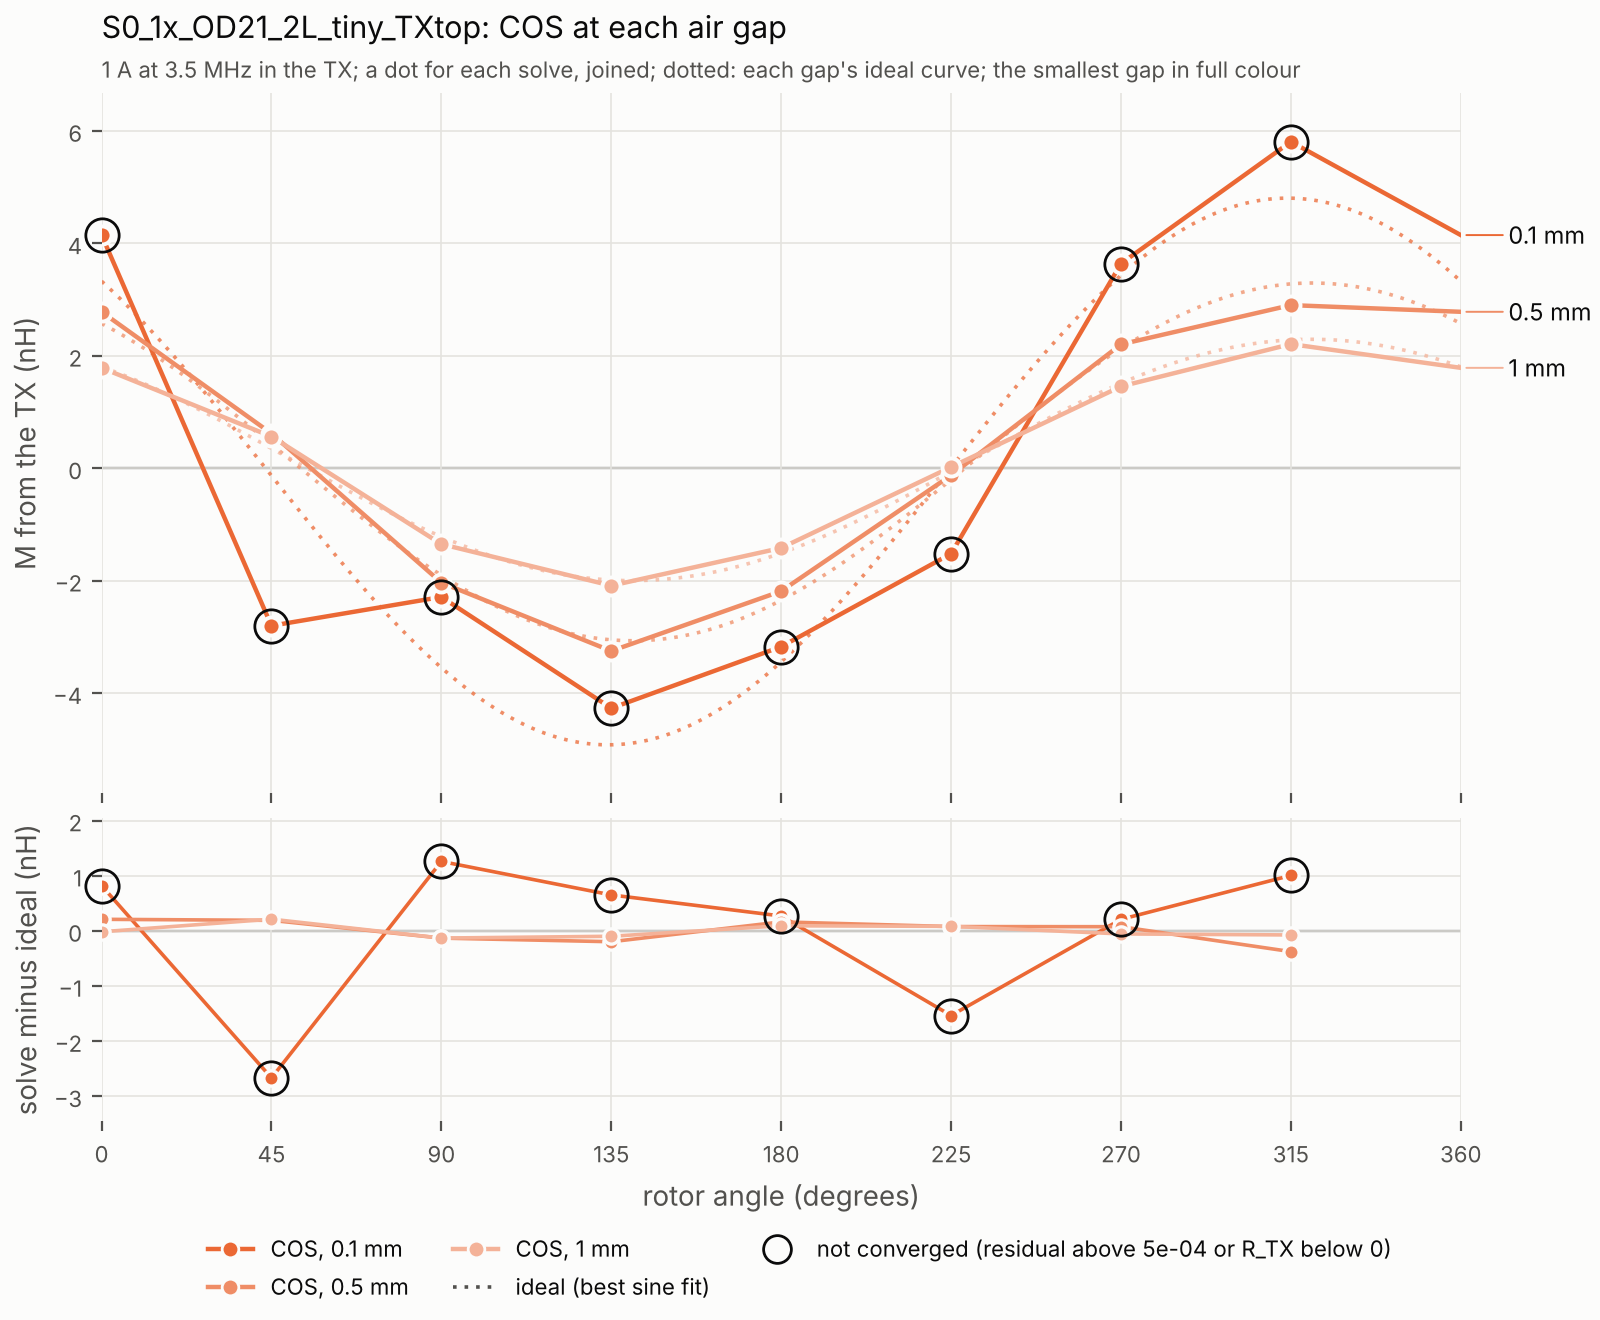 S0_1x_OD21_2L_tiny_TXtop: COS at each air gap
1 A at 3.5 MHz in the TX; a dot for each solve, joined; dotted: each gap's ideal curve; the smallest gap in full colour
M from the TX (nH)
6
4
2
0
−2
−4
0.1 mm
0.5 mm
1 mm
solve minus ideal (nH)
2
1
0
−1
−2
−3
0 45 90 135 180 225 270 315 360
rotor angle (degrees)
COS, 0.1 mm COS, 1 mm not converged (residual above 5e-04 or R_TX below 0)
COS, 0.5 mm ideal (best sine fit)